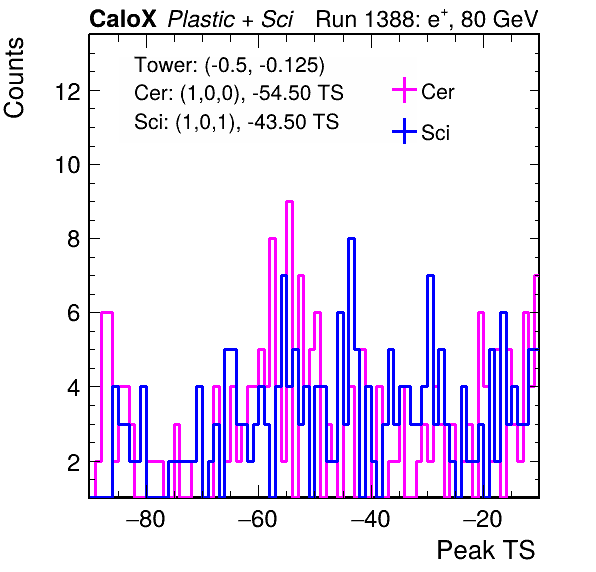 CaloX Plastic + Sci Run 1388: e+, 80 GeV
Tower: (-0.5, -0.125)
Cer: (1,0,0), -54.50 TS
Sci: (1,0,1), -43.50 TS
Cer
Sci
Counts
12
10
8
6
4
2
−80 −60 −40 −20
Peak TS